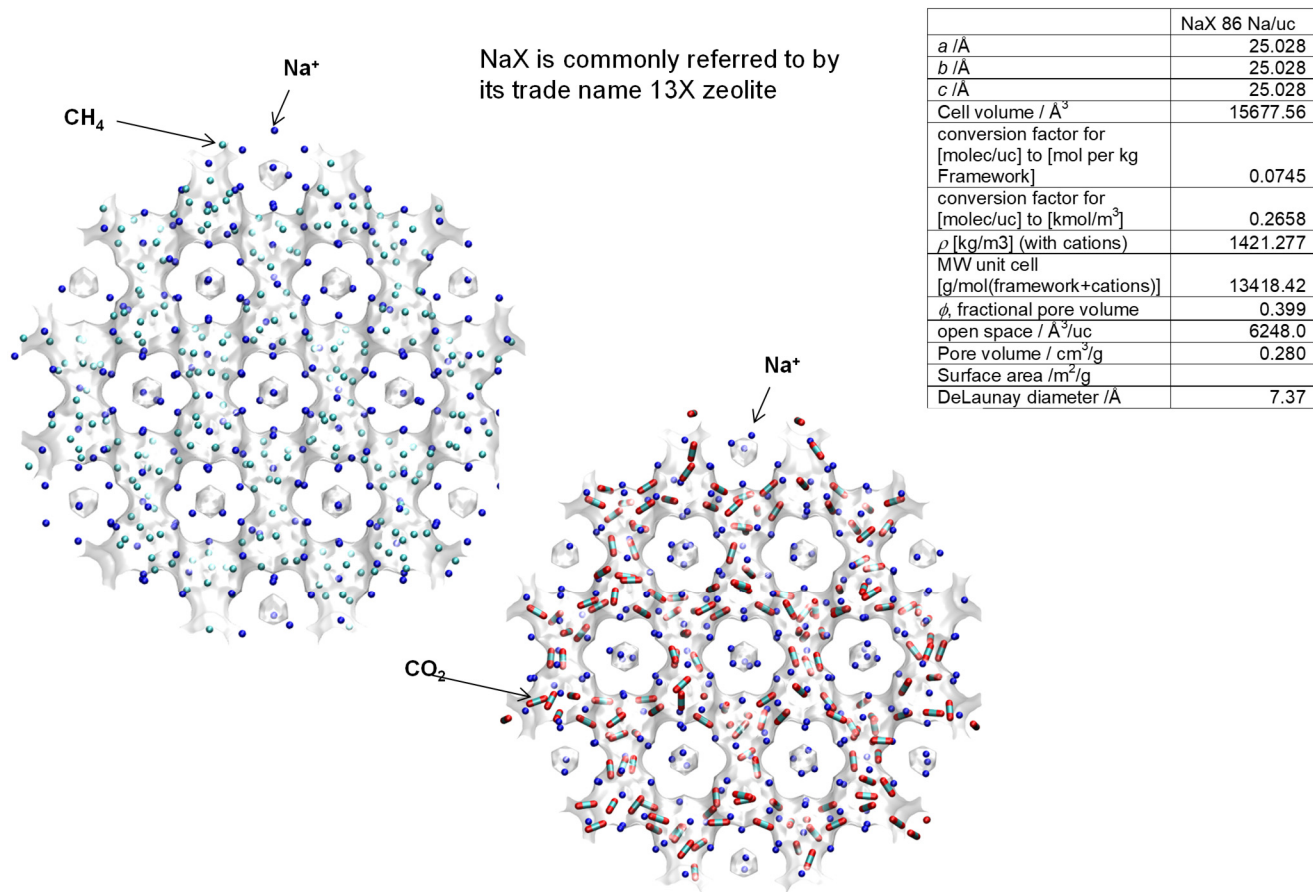 NaX is commonly referred to by
its trade name 13X zeolite
Na⁺
CH₄
NaX 86 Na/uc
a /Å 25.028
b /Å 25.028
c /Å 25.028
Cell volume / Å³ 15677.56
conversion factor for
[molec/uc] to [mol per kg
Framework] 0.0745
conversion factor for
[molec/uc] to [kmol/m³] 0.2658
ρ [kg/m3] (with cations) 1421.277
MW unit cell
[g/mol(framework+cations)] 13418.42
ϕ, fractional pore volume 0.399
open space / Å³/uc 6248.0
Pore volume / cm³/g 0.280
Surface area /m²/g
DeLaunay diameter /Å 7.37
Na⁺
CO₂